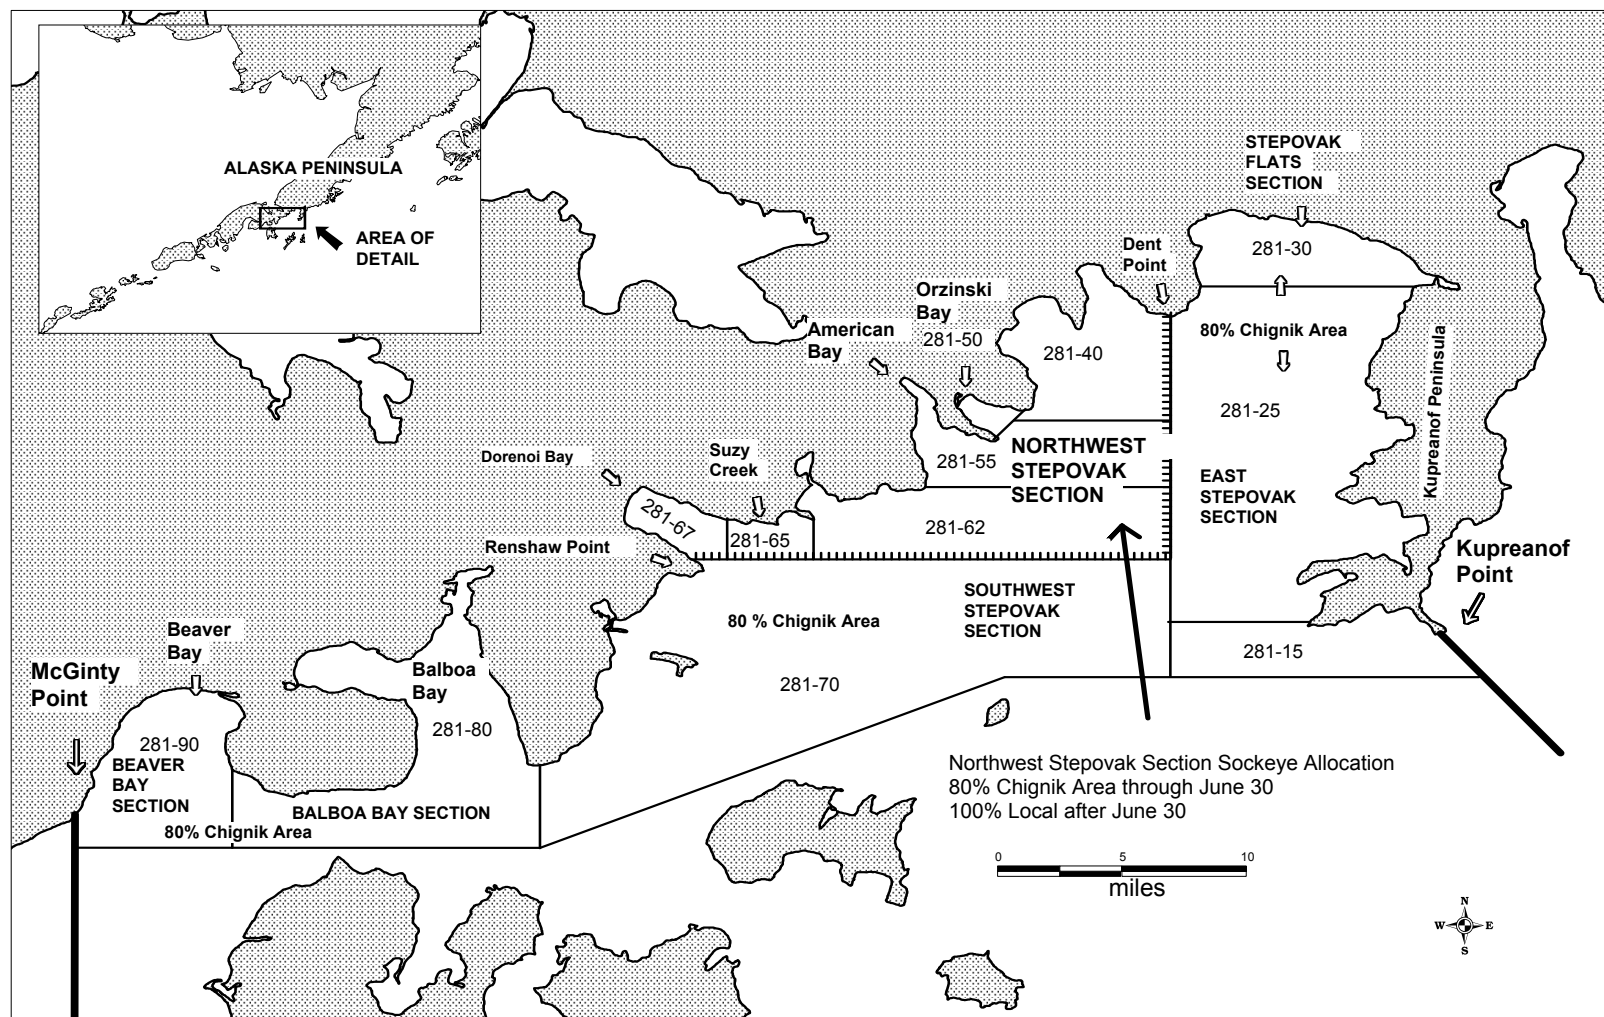 ALASKA PENINSULA
AREA OF
DETAIL
STEPOVAK
FLATS
SECTION
281-30
Dent
Point
Orzinski
Bay
281-50
American
Bay
281-40
80% Chignik Area
281-25
Kupreanof Peninsula
Dorenoi Bay
Suzy
Creek
281-55
NORTHWEST
STEPOVAK
SECTION
EAST
STEPOVAK
SECTION
281-67
281-65
281-62
Renshaw Point
Kupreanof
Point
SOUTHWEST
STEPOVAK
SECTION
80 % Chignik Area
281-15
Beaver
Bay
McGinty
Point
Balboa
Bay
281-70
281-80
281-90
BEAVER
BAY
SECTION
BALBOA BAY SECTION
80% Chignik Area
Northwest Stepovak Section Sockeye Allocation
80% Chignik Area through June 30
100% Local after June 30
0 5 10
miles
N
W E
S